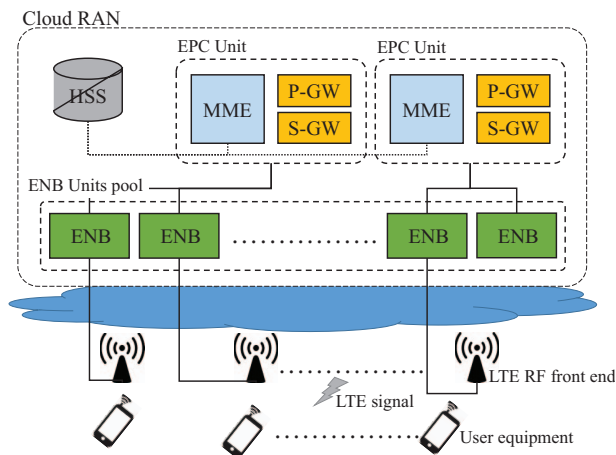 Cloud RAN
EPC Unit
EPC Unit
HSS
MME
P-GW
S-GW
MME
P-GW
S-GW
ENB Units pool
ENB
ENB
ENB
ENB
LTE RF front end
LTE signal
User equipment